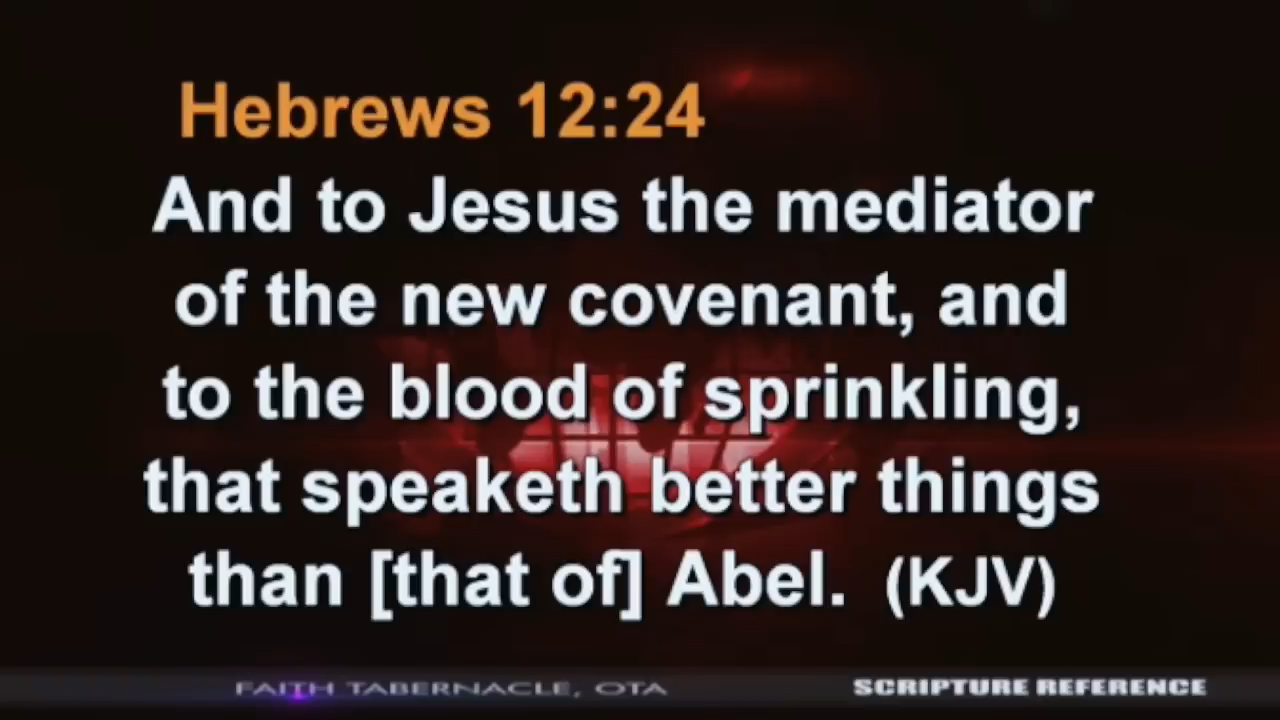 Hebrews 12:24
And to Jesus the mediator
of the new covenant, and
to the blood of sprinkling,
that speaketh better things
than [that of] Abel. (KJV)
FAITH TABERNACLE, OTA
SCRIPTURE REFERENCE